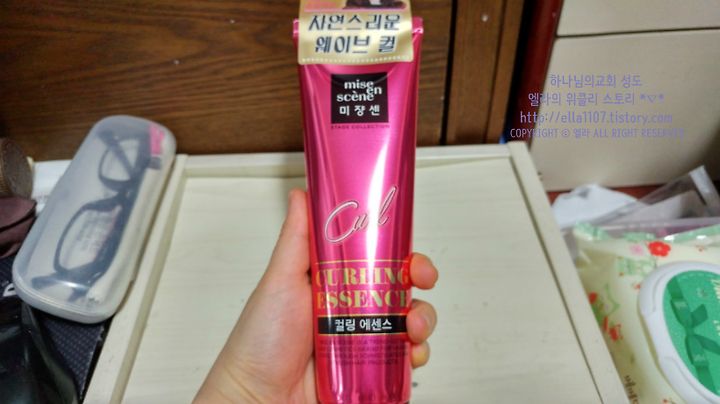 자연스러운
웨이브 컬
mise
en
scène
미쟝센
STAGE COLLECTION
Curl
CURLING
ESSENCE
컬링 에센스
하나님의교회 성도
엘라의 위클리 스토리 *^^*
http://ella1107.tistory.com
COPYRIGHT © 엘라 ALL RIGHT RESERVED